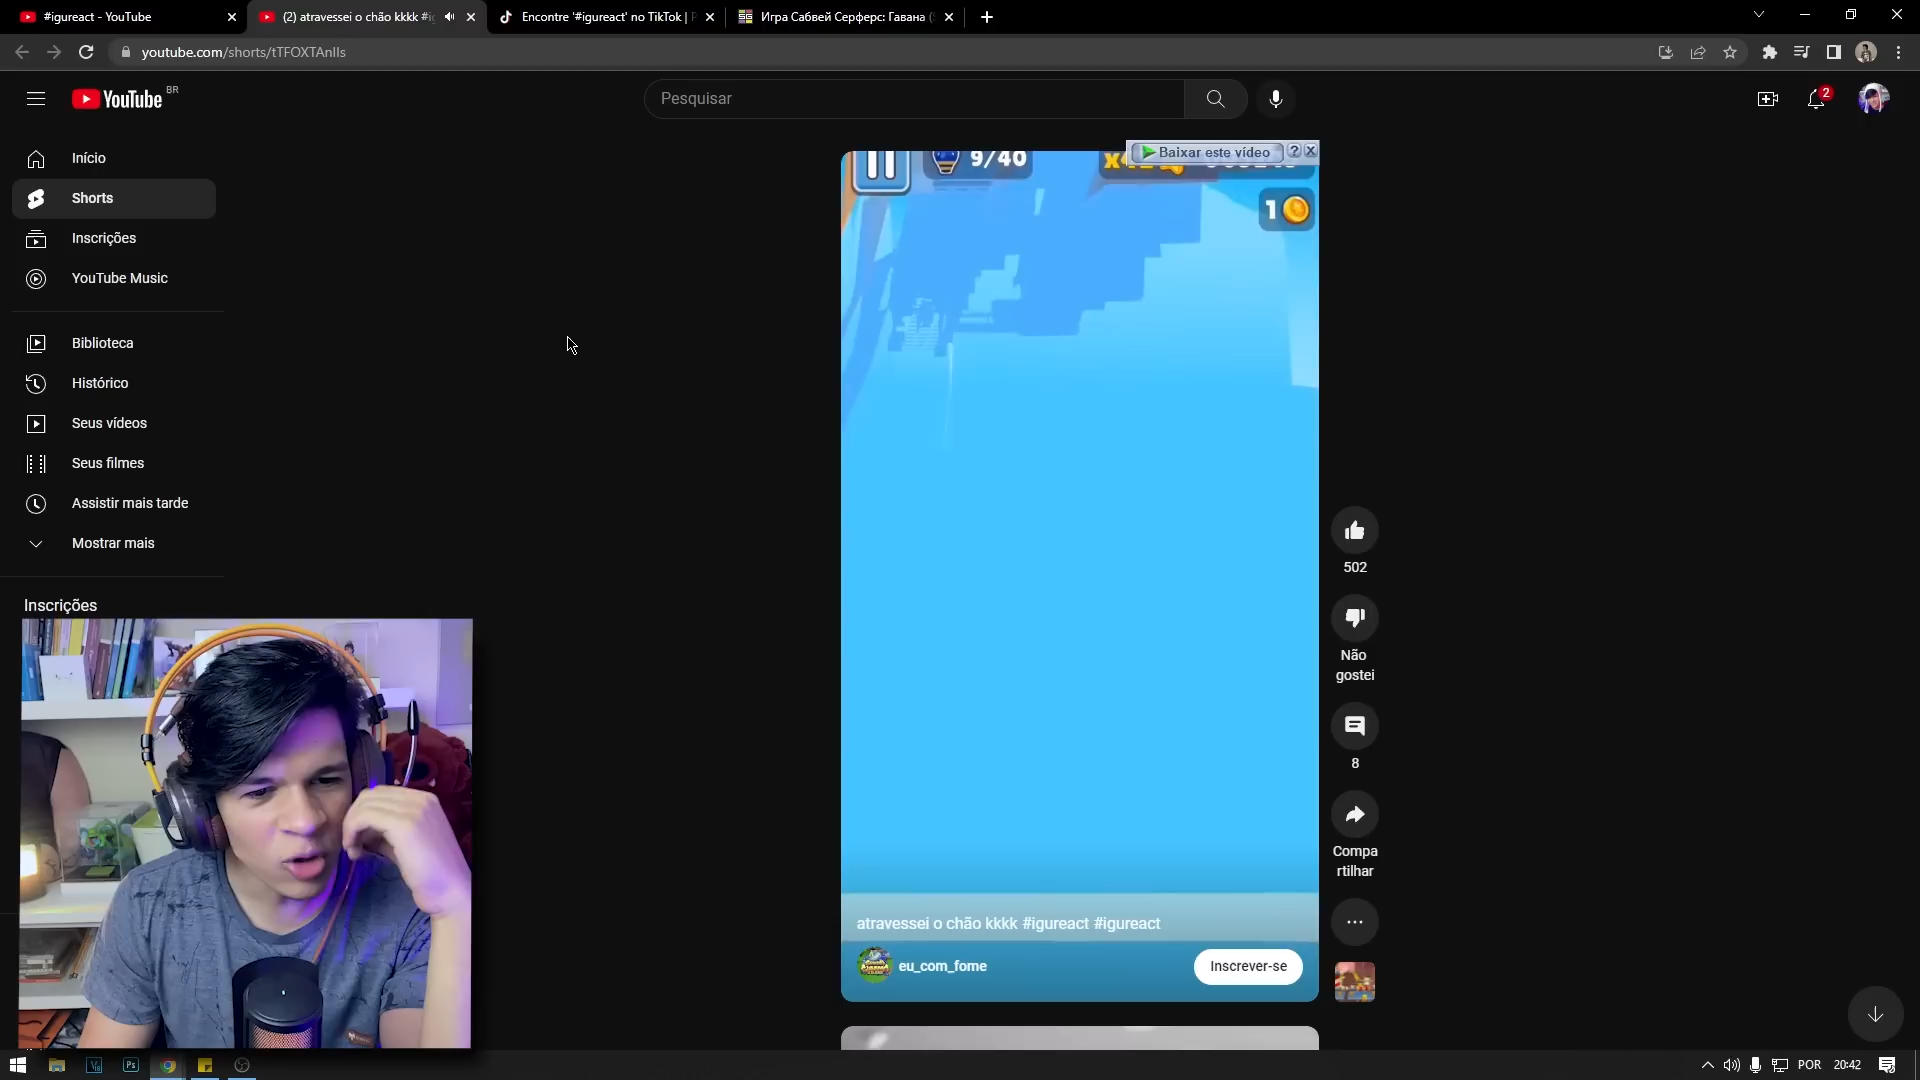 #igureact - YouTube
(2) atravessei o chão kkkk #ig
Encontre '#igureact' no TikTok | P
Игра Сабвей Серферс: Гавана (
youtube.com/shorts/tTFOXTAnlls
YouTube BR
Pesquisar
2
Início
Shorts
Inscrições
YouTube Music
Biblioteca
Histórico
Seus vídeos
Seus filmes
Assistir mais tarde
Mostrar mais
Inscrições
9/40
Baixar este vídeo
1
502
Não
gostei
8
Compa
rtilhar
atravessei o chão kkkk #igureact #igureact
eu_com_fome
Inscrever-se
Ps
POR
20:42